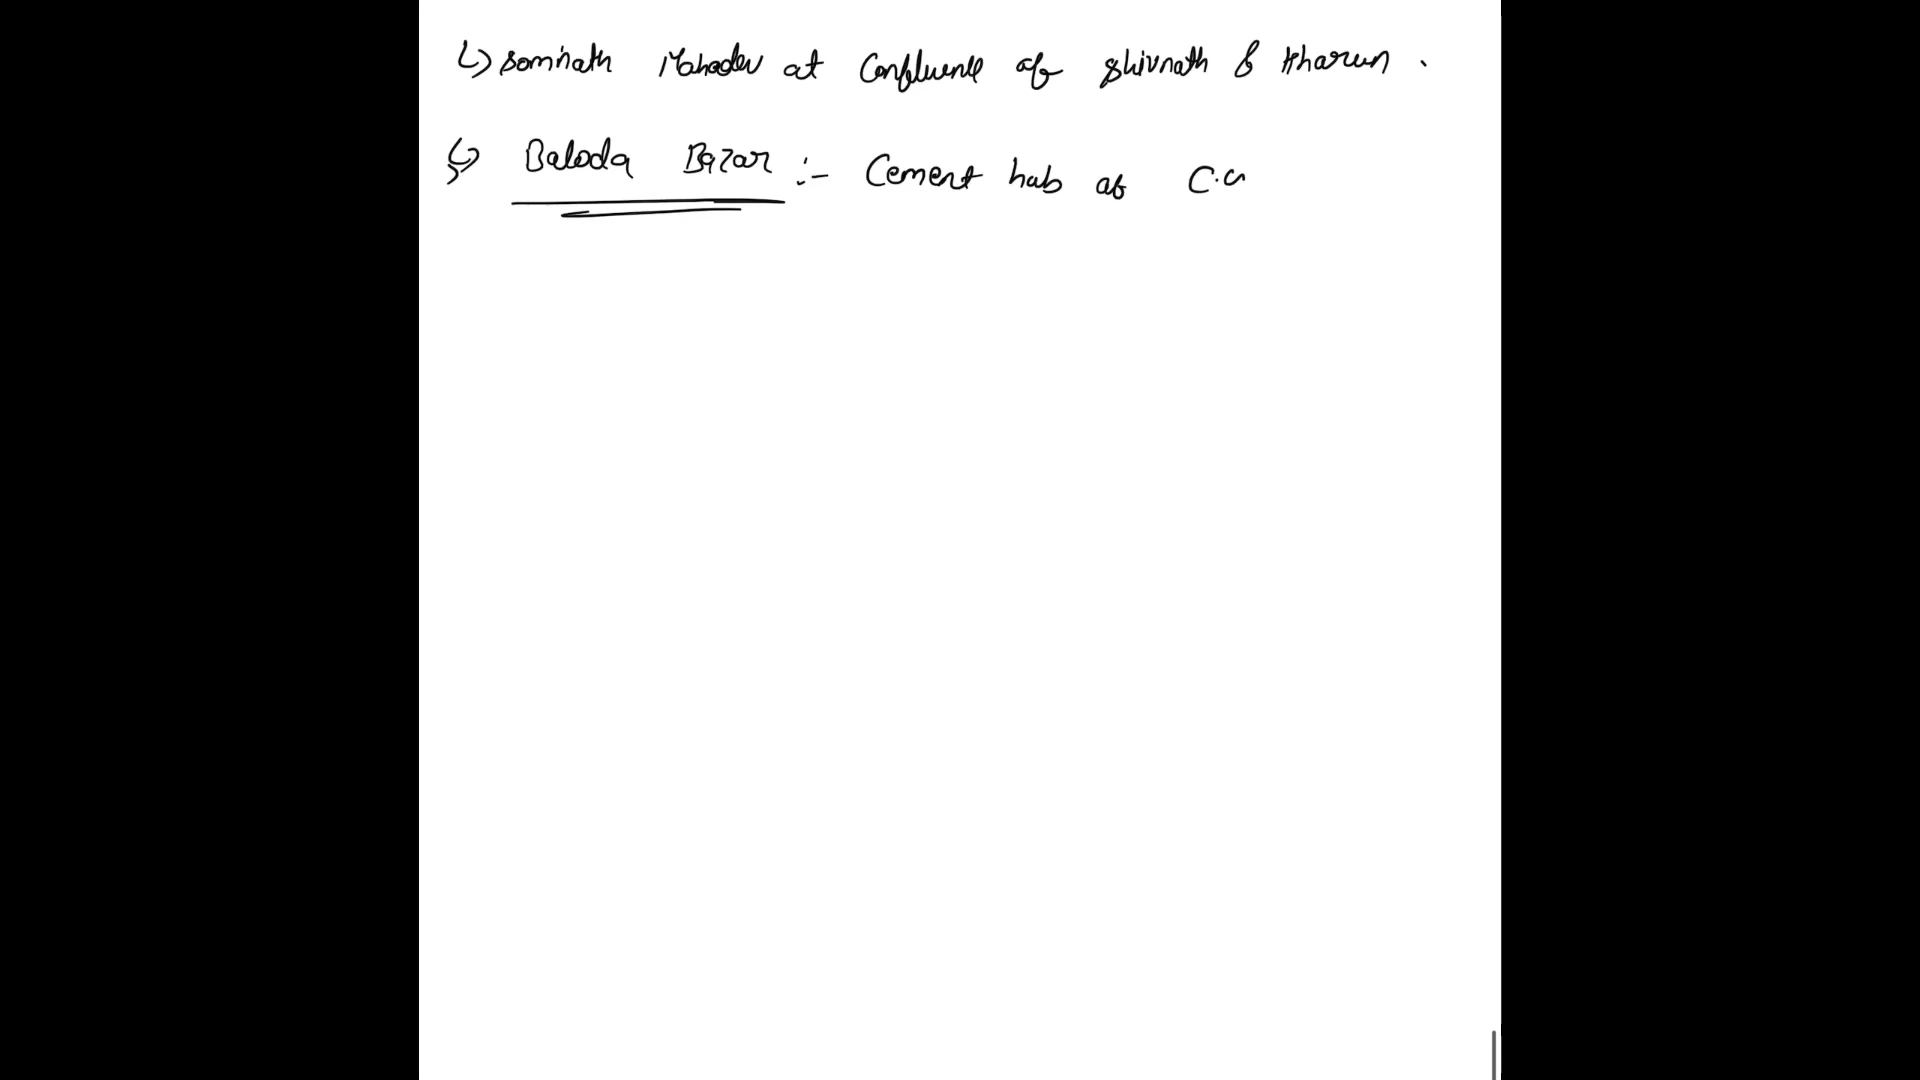 ↳ Somnath Mahadev at Confluence of Shivnath & Kharun .
↳ Baloda Bazar :- Cement hub of C.G